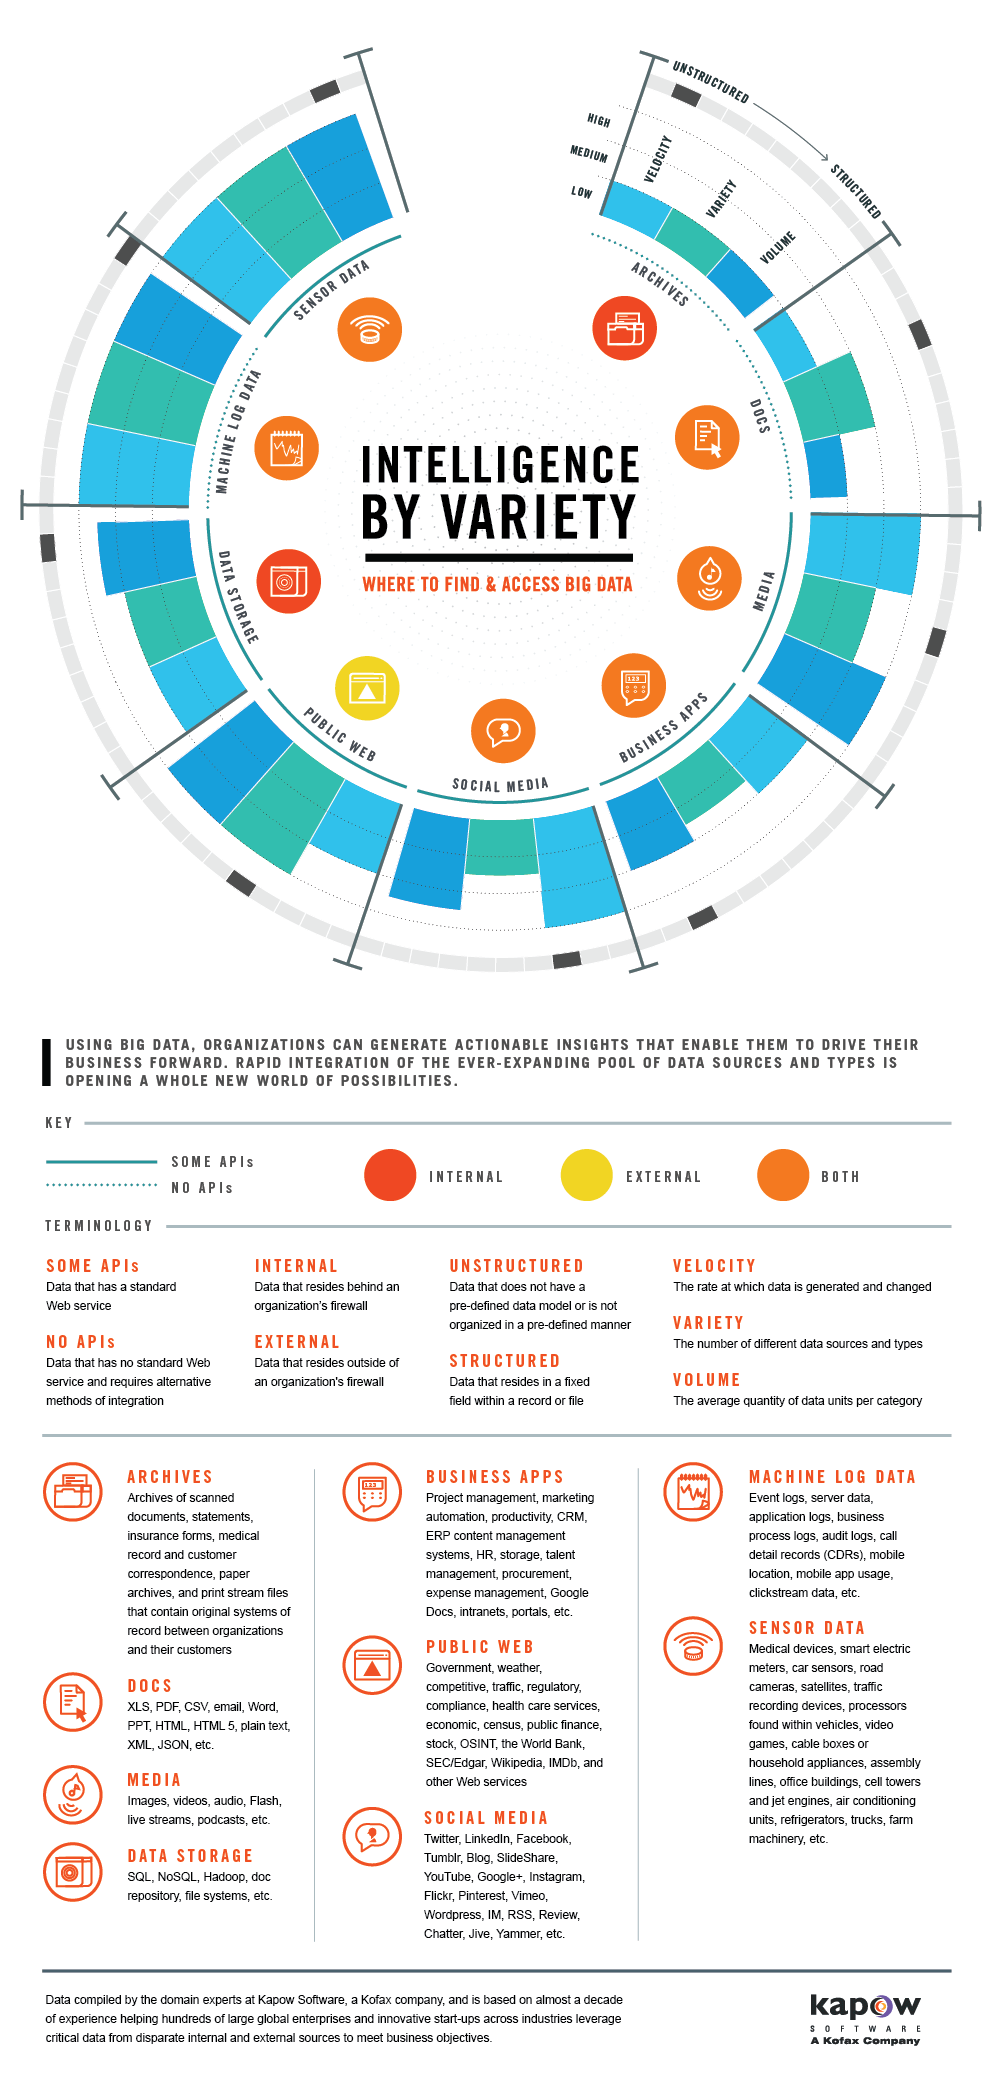 UNSTRUCTURED
STRUCTURED
HIGH
MEDIUM
LOW
VELOCITY
VARIETY
VOLUME
SENSOR DATA
ARCHIVES
MACHINE LOG DATA
DOCS
INTELLIGENCE
BY VARIETY
WHERE TO FIND & ACCESS BIG DATA
DATA STORAGE
MEDIA
PUBLIC WEB
123
BUSINESS APPS
SOCIAL MEDIA
USING BIG DATA, ORGANIZATIONS CAN GENERATE ACTIONABLE INSIGHTS THAT ENABLE THEM TO DRIVE THEIR
BUSINESS FORWARD. RAPID INTEGRATION OF THE EVER-EXPANDING POOL OF DATA SOURCES AND TYPES IS
OPENING A WHOLE NEW WORLD OF POSSIBILITIES.
KEY
SOME APIs
NO APIs
INTERNAL
EXTERNAL
BOTH
TERMINOLOGY
SOME APIs
Data that has a standard
Web service
NO APIs
Data that has no standard Web
service and requires alternative
methods of integration
INTERNAL
Data that resides behind an
organization's firewall
EXTERNAL
Data that resides outside of
an organization's firewall
UNSTRUCTURED
Data that does not have a
pre-defined data model or is not
organized in a pre-defined manner
STRUCTURED
Data that resides in a fixed
field within a record or file
VELOCITY
The rate at which data is generated and changed
VARIETY
The number of different data sources and types
VOLUME
The average quantity of data units per category
ARCHIVES
Archives of scanned
documents, statements,
insurance forms, medical
record and customer
correspondence, paper
archives, and print stream files
that contain original systems of
record between organizations
and their customers
DOCS
XLS, PDF, CSV, email, Word,
PPT, HTML, HTML 5, plain text,
XML, JSON, etc.
MEDIA
Images, videos, audio, Flash,
live streams, podcasts, etc.
DATA STORAGE
SQL, NoSQL, Hadoop, doc
repository, file systems, etc.
123
BUSINESS APPS
Project management, marketing
automation, productivity, CRM,
ERP content management
systems, HR, storage, talent
management, procurement,
expense management, Google
Docs, intranets, portals, etc.
PUBLIC WEB
Government, weather,
competitive, traffic, regulatory,
compliance, health care services,
economic, census, public finance,
stock, OSINT, the World Bank,
SEC/Edgar, Wikipedia, IMDb, and
other Web services
SOCIAL MEDIA
Twitter, LinkedIn, Facebook,
Tumblr, Blog, SlideShare,
YouTube, Google+, Instagram,
Flickr, Pinterest, Vimeo,
Wordpress, IM, RSS, Review,
Chatter, Jive, Yammer, etc.
MACHINE LOG DATA
Event logs, server data,
application logs, business
process logs, audit logs, call
detail records (CDRs), mobile
location, mobile app usage,
clickstream data, etc.
SENSOR DATA
Medical devices, smart electric
meters, car sensors, road
cameras, satellites, traffic
recording devices, processors
found within vehicles, video
games, cable boxes or
household appliances, assembly
lines, office buildings, cell towers
and jet engines, air conditioning
units, refrigerators, trucks, farm
machinery, etc.
Data compiled by the domain experts at Kapow Software, a Kofax company, and is based on almost a decade
of experience helping hundreds of large global enterprises and innovative start-ups across industries leverage
critical data from disparate internal and external sources to meet business objectives.
kapow
SOFTWARE
A Kofax Company